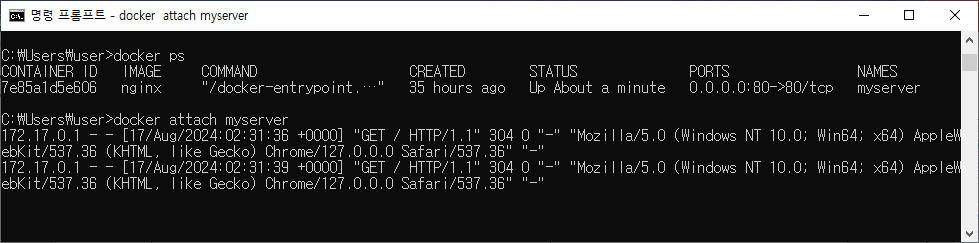 명령 프롬프트 - docker  attach myserver
C:\Users\user>docker ps
CONTAINER ID   IMAGE     COMMAND                  CREATED        STATUS              PORTS                NAMES
7e85a1d5e606   nginx     "/docker-entrypoint.…"   35 hours ago   Up About a minute   0.0.0.0:80->80/tcp   myserver
C:\Users\user>docker attach myserver
172.17.0.1 - - [17/Aug/2024:02:31:36 +0000] "GET / HTTP/1.1" 304 0 "-" "Mozilla/5.0 (Windows NT 10.0; Win64; x64) AppleW
ebKit/537.36 (KHTML, like Gecko) Chrome/127.0.0.0 Safari/537.36" "-"
172.17.0.1 - - [17/Aug/2024:02:31:39 +0000] "GET / HTTP/1.1" 304 0 "-" "Mozilla/5.0 (Windows NT 10.0; Win64; x64) AppleW
ebKit/537.36 (KHTML, like Gecko) Chrome/127.0.0.0 Safari/537.36" "-"